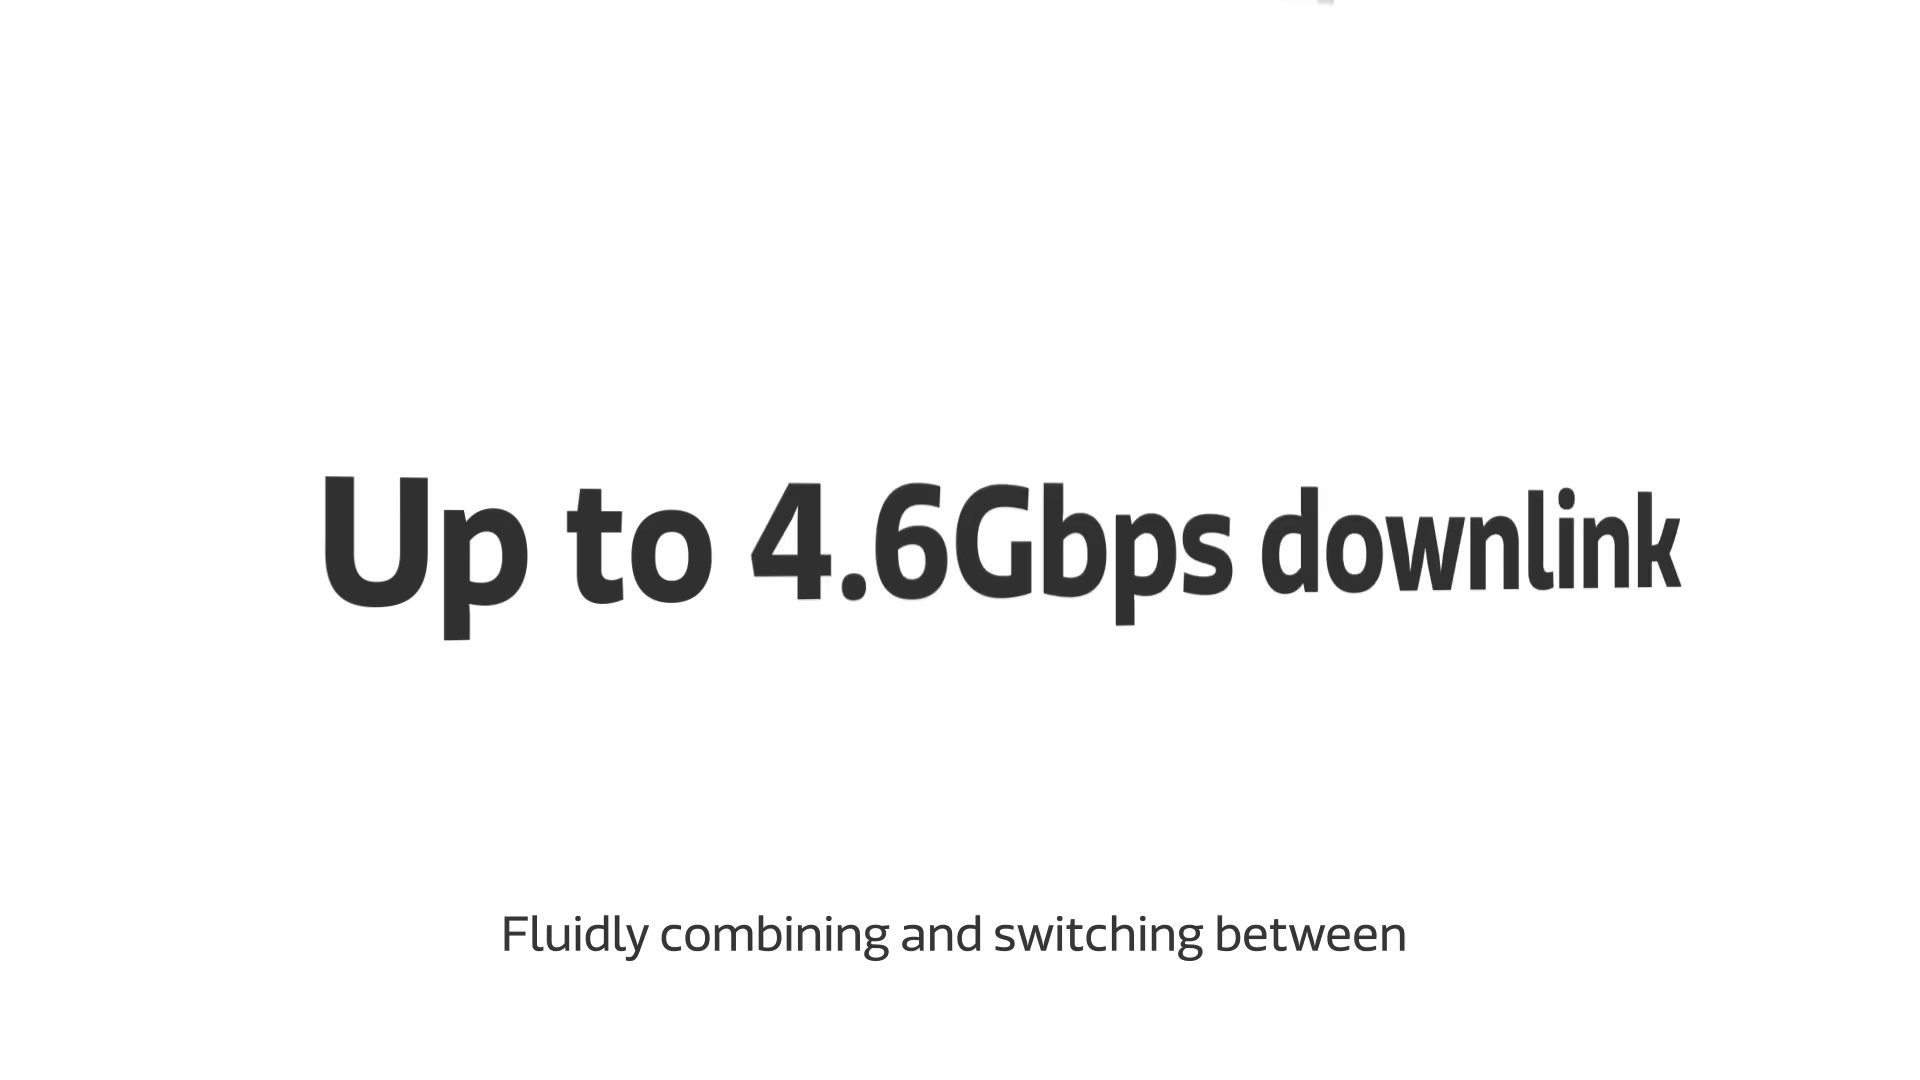 Up to 4.6Gbps downlink
Fluidly combining and switching between